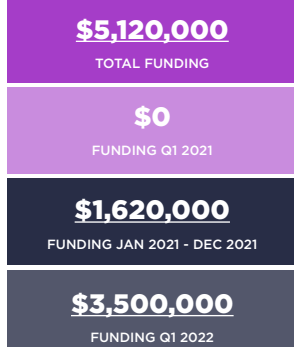 $5,120,000
TOTAL FUNDING
$0
FUNDING Q1 2021
$1,620,000
FUNDING JAN 2021 - DEC 2021
$3,500,000
FUNDING Q1 2022